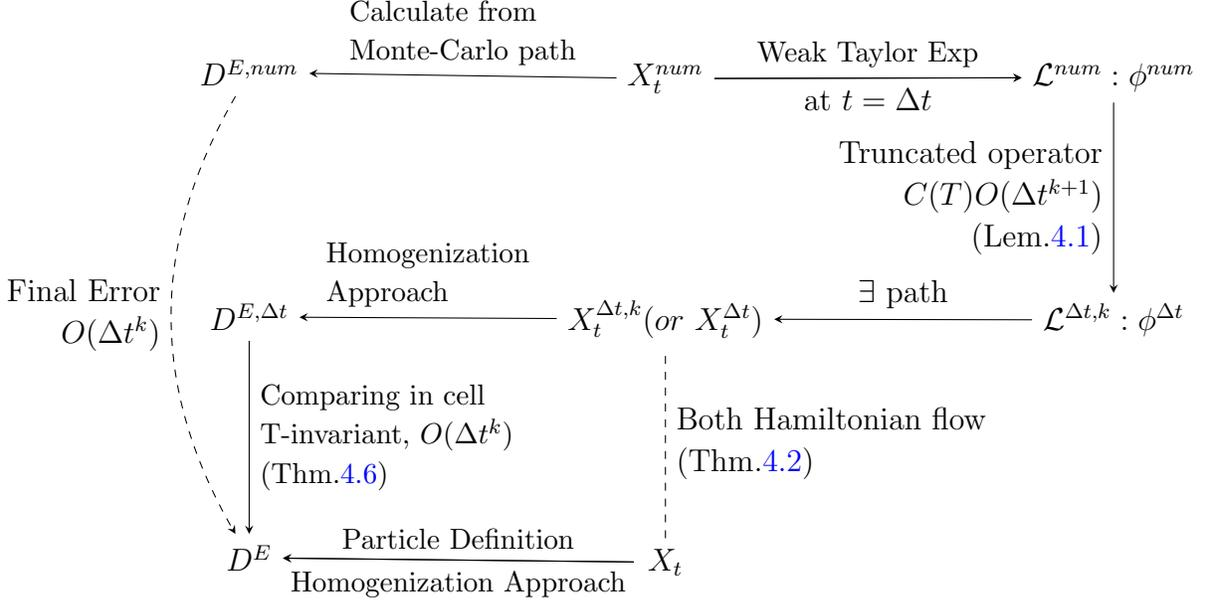 Calculate from
Monte-Carlo path
Weak Taylor Exp
D^{E,num}
X_t^{num}
ℒ^{num} : ϕ^{num}
at t = Δt
Truncated operator
C(T)O(Δt^{k+1})
(Lem.4.1)
Homogenization
Approach
∃ path
Final Error
O(Δt^k)
D^{E,Δt}
X_t^{Δt,k}(or X_t^{Δt})
ℒ^{Δt,k} : ϕ^{Δt}
Comparing in cell
T-invariant, O(Δt^k)
(Thm.4.6)
Both Hamiltonian flow
(Thm.4.2)
Particle Definition
D^E
X_t
Homogenization Approach